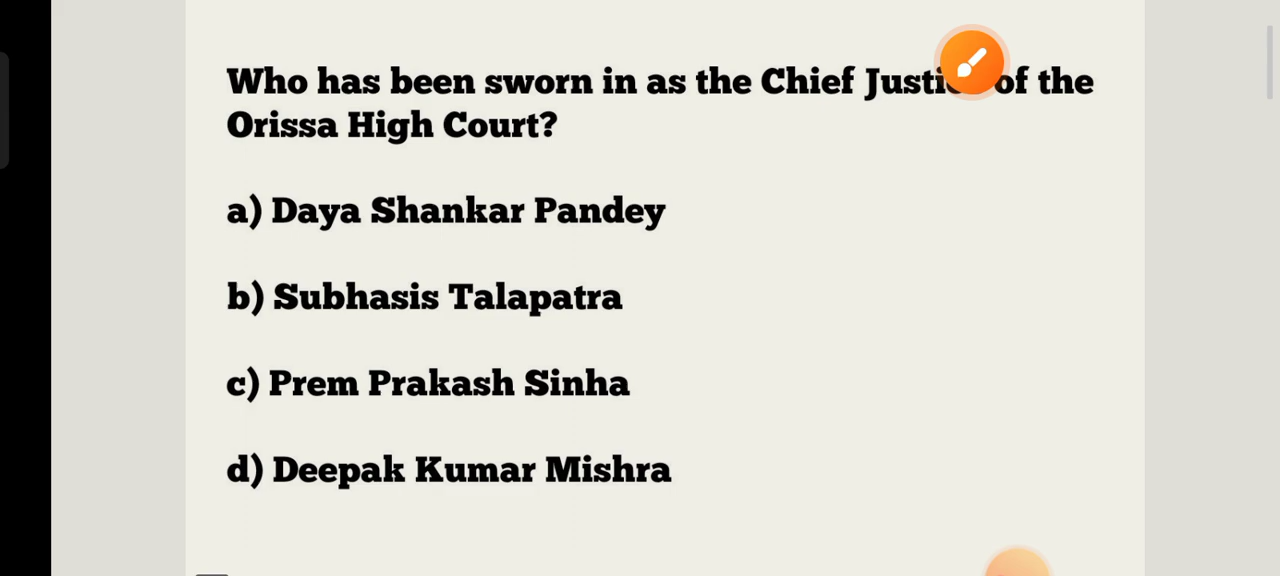 Who has been sworn in as the Chief Justice of the
Orissa High Court?
a) Daya Shankar Pandey
b) Subhasis Talapatra
c) Prem Prakash Sinha
d) Deepak Kumar Mishra